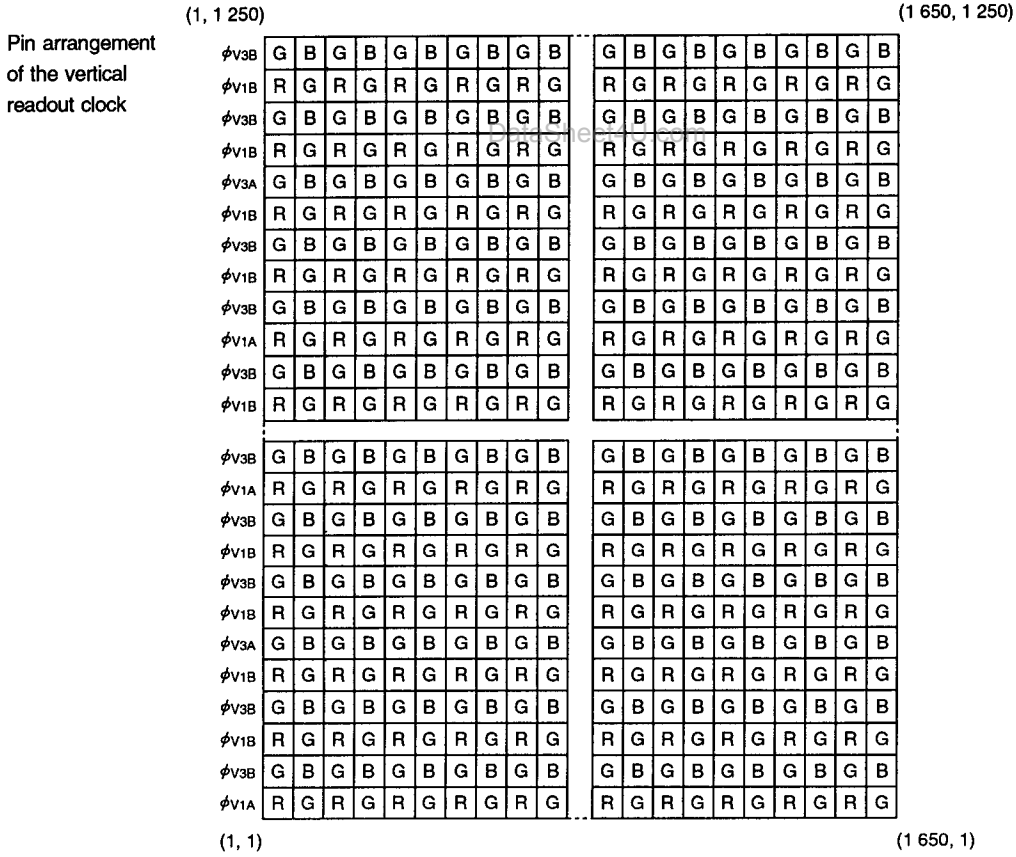 (1, 1 250) (1 650, 1 250)
Pin arrangement
of the vertical
readout clock
DataSheet4U.com
φV3B G B G B G B G B G B G B G B G B G B G B
φV1B R G R G R G R G R G R G R G R G R G R G
φV3B G B G B G B G B G B G B G B G B G B G B
φV1B R G R G R G R G R G R G R G R G R G R G
φV3A G B G B G B G B G B G B G B G B G B G B
φV1B R G R G R G R G R G R G R G R G R G R G
φV3B G B G B G B G B G B G B G B G B G B G B
φV1B R G R G R G R G R G R G R G R G R G R G
φV3B G B G B G B G B G B G B G B G B G B G B
φV1A R G R G R G R G R G R G R G R G R G R G
φV3B G B G B G B G B G B G B G B G B G B G B
φV1B R G R G R G R G R G R G R G R G R G R G
φV3B G B G B G B G B G B G B G B G B G B G B
φV1A R G R G R G R G R G R G R G R G R G R G
φV3B G B G B G B G B G B G B G B G B G B G B
φV1B R G R G R G R G R G R G R G R G R G R G
φV3B G B G B G B G B G B G B G B G B G B G B
φV1B R G R G R G R G R G R G R G R G R G R G
φV3A G B G B G B G B G B G B G B G B G B G B
φV1B R G R G R G R G R G R G R G R G R G R G
φV3B G B G B G B G B G B G B G B G B G B G B
φV1B R G R G R G R G R G R G R G R G R G R G
φV3B G B G B G B G B G B G B G B G B G B G B
φV1A R G R G R G R G R G R G R G R G R G R G
(1, 1) (1 650, 1)